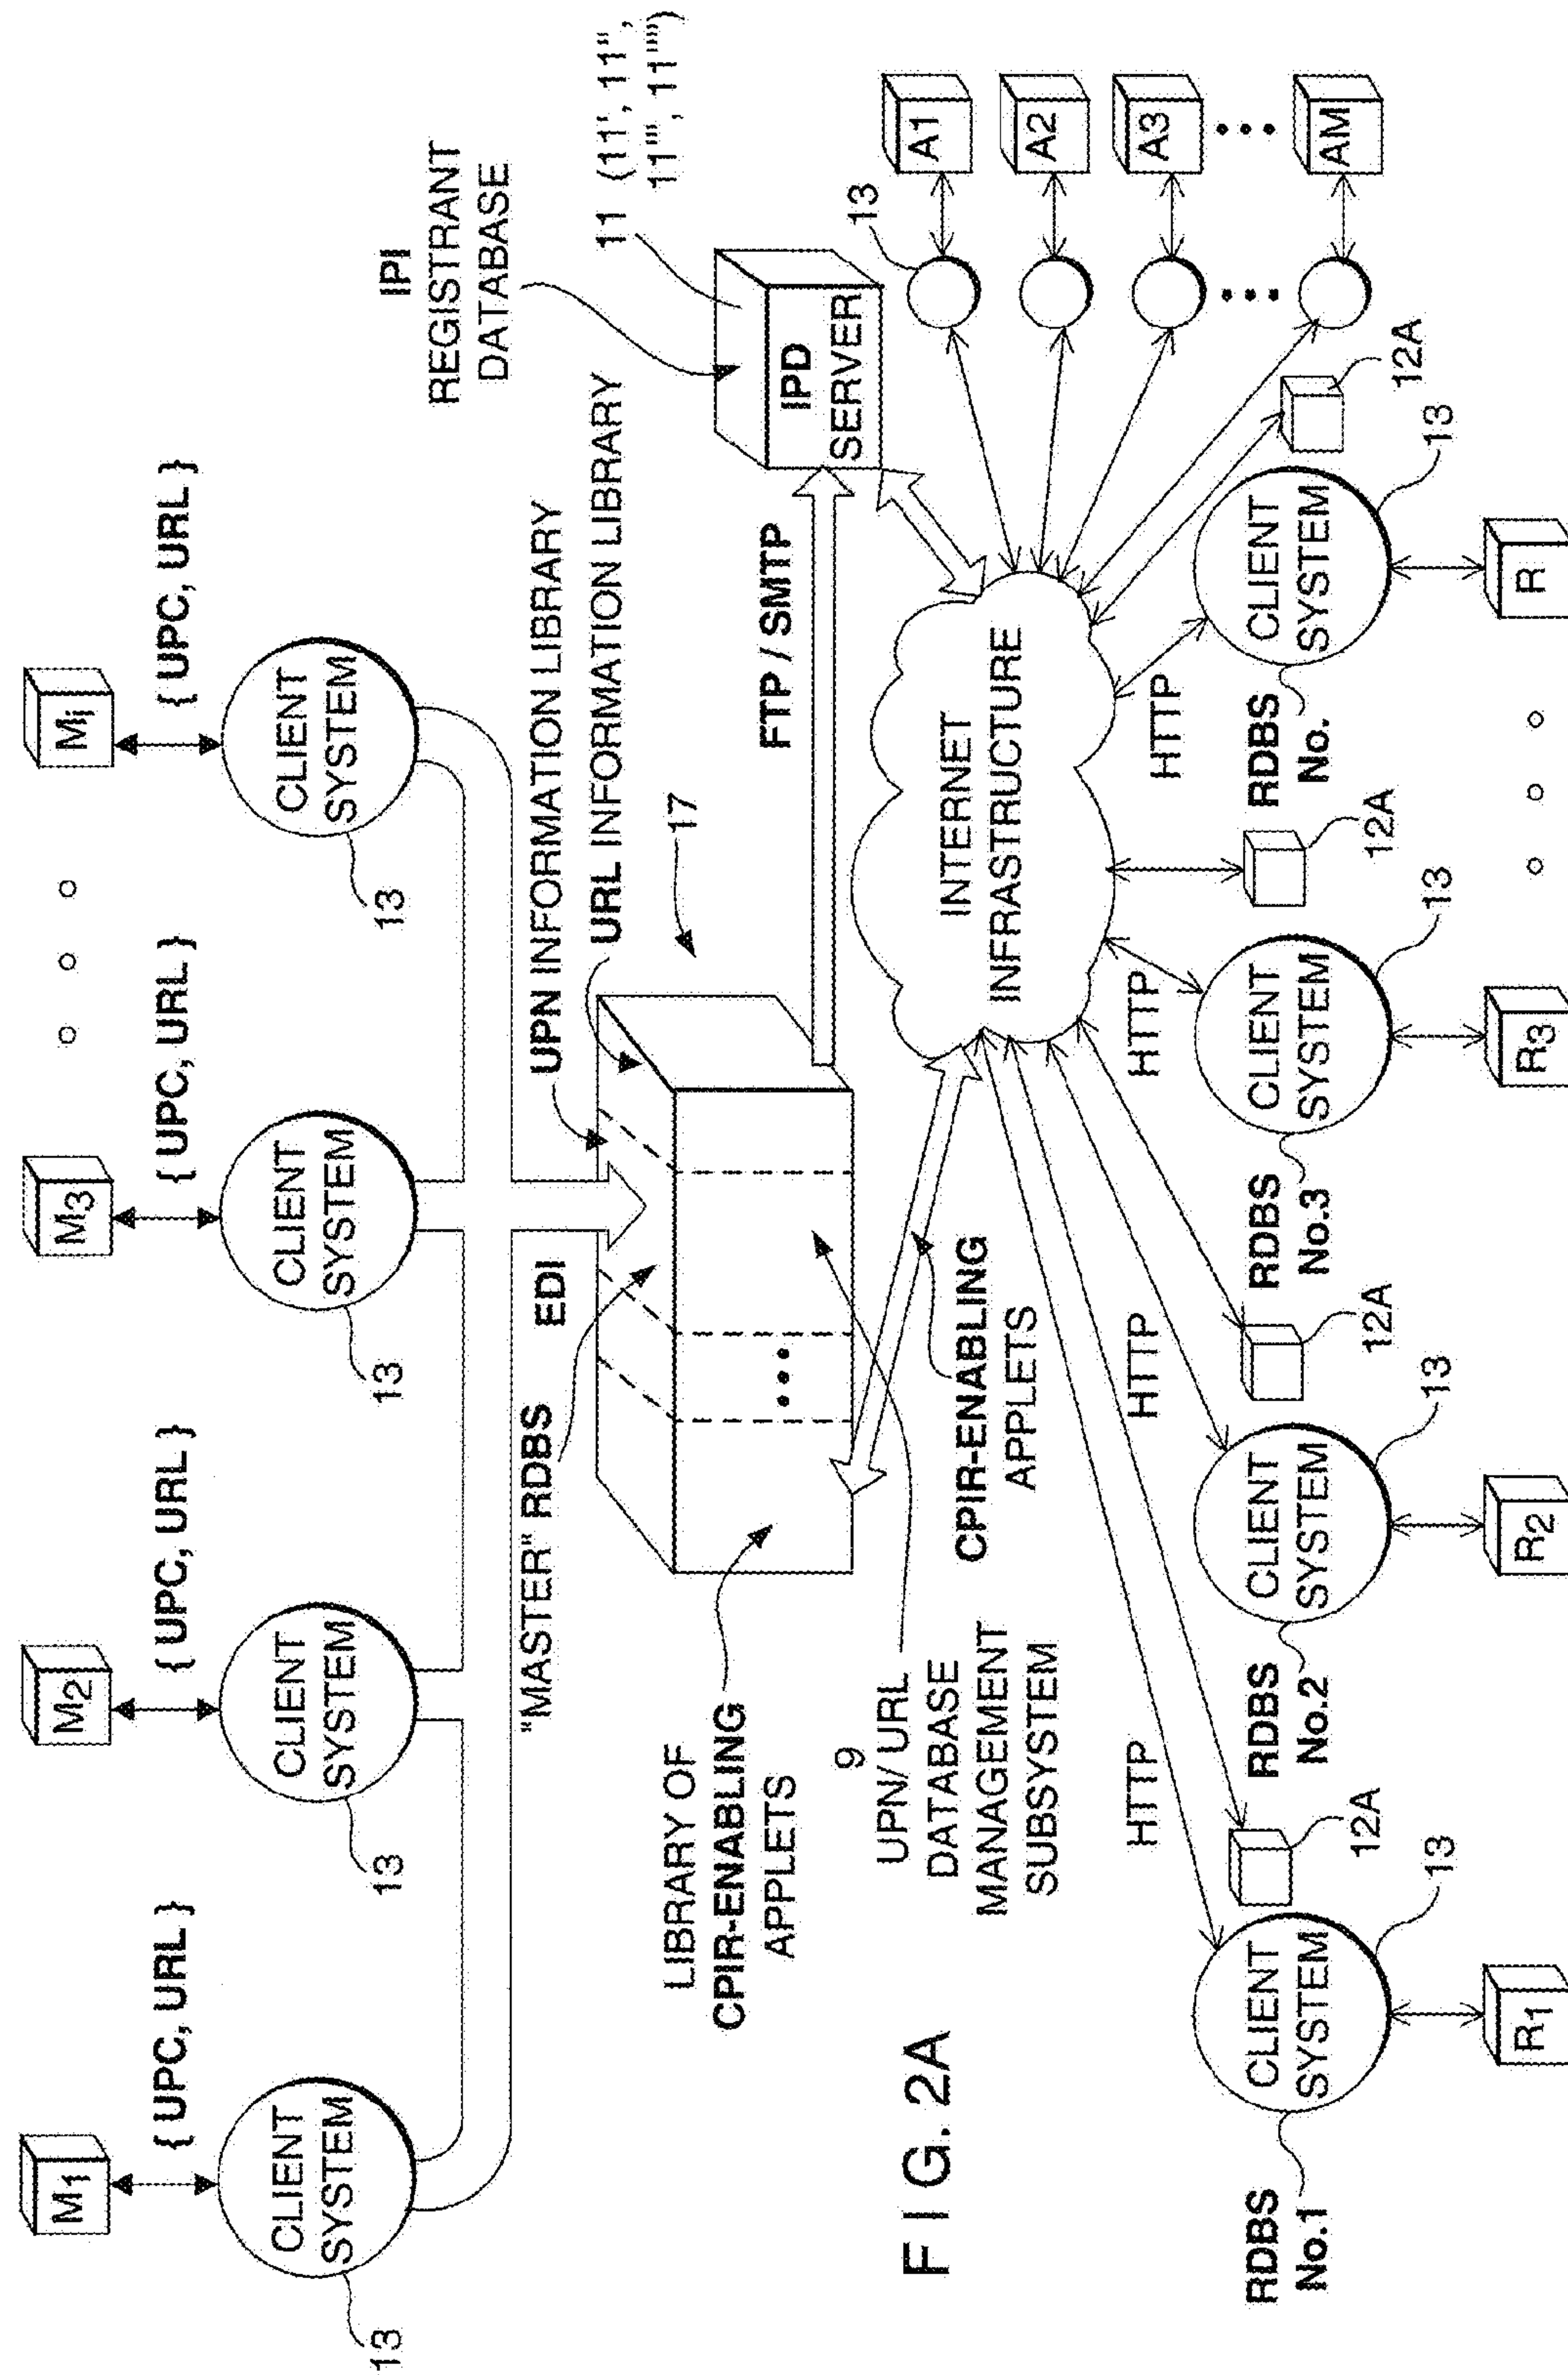 M1
M2
M3
Mi
{ UPC, URL }
{ UPC, URL }
{ UPC, URL }
{ UPC, URL }
CLIENT
SYSTEM
CLIENT
SYSTEM
CLIENT
SYSTEM
CLIENT
SYSTEM
13
13
13
13
IPI
REGISTRANT
DATABASE
"MASTER" RDBS
EDI
UPN INFORMATION LIBRARY
URL INFORMATION LIBRARY
11 (11', 11",
11''', 11'''')
17
LIBRARY OF
CPIR-ENABLING
APPLETS
FTP / SMTP
IPD
SERVER
9
UPN/ URL
DATABASE
MANAGEMENT
SUBSYSTEM
CPIR-ENABLING
APPLETS
INTERNET
INFRASTRUCTURE
13
A1
A2
A3
AM
FIG. 2A
HTTP
HTTP
HTTP
HTTP
12A
12A
12A
12A
RDBS
No.1
CLIENT
SYSTEM
13
RDBS
No.2
CLIENT
SYSTEM
13
RDBS
No.3
CLIENT
SYSTEM
13
RDBS
No.
CLIENT
SYSTEM
13
R1
R2
R3
R